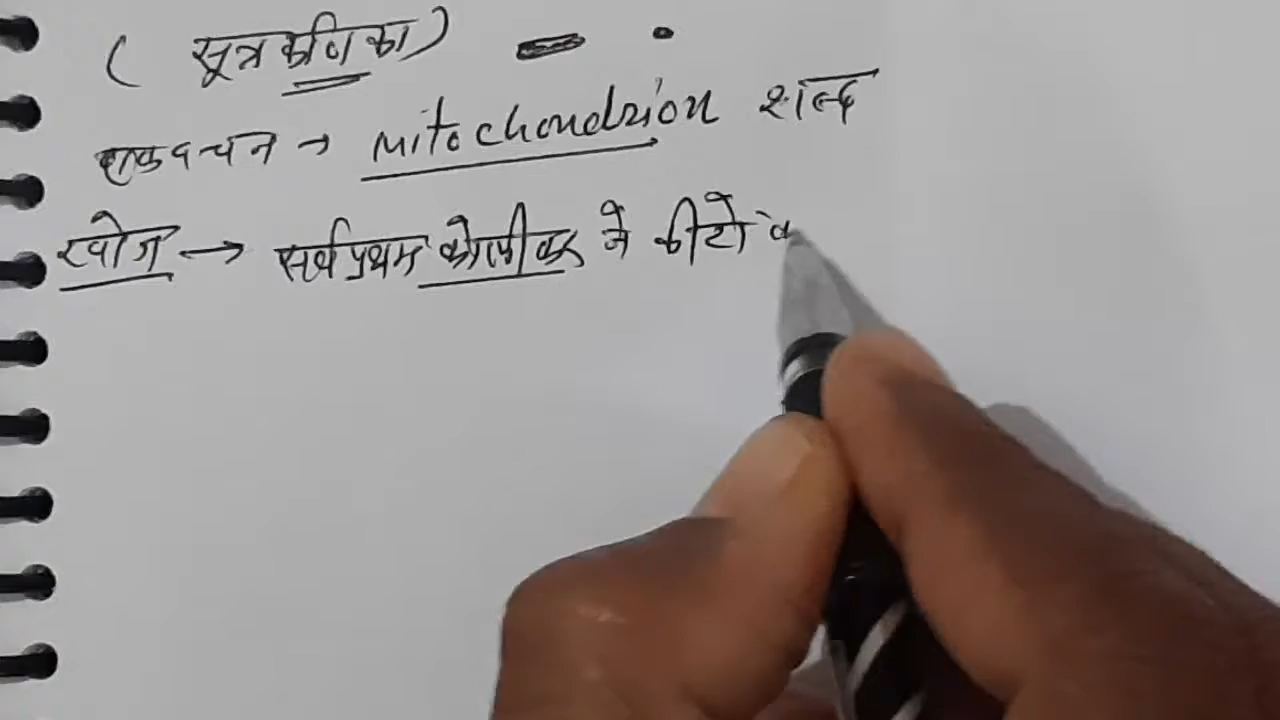 ( सूत्रकणिका)
एकवचन → Mitochondrion शब्द
खोज → सर्वप्रथम कोलीकर ने कीटो क